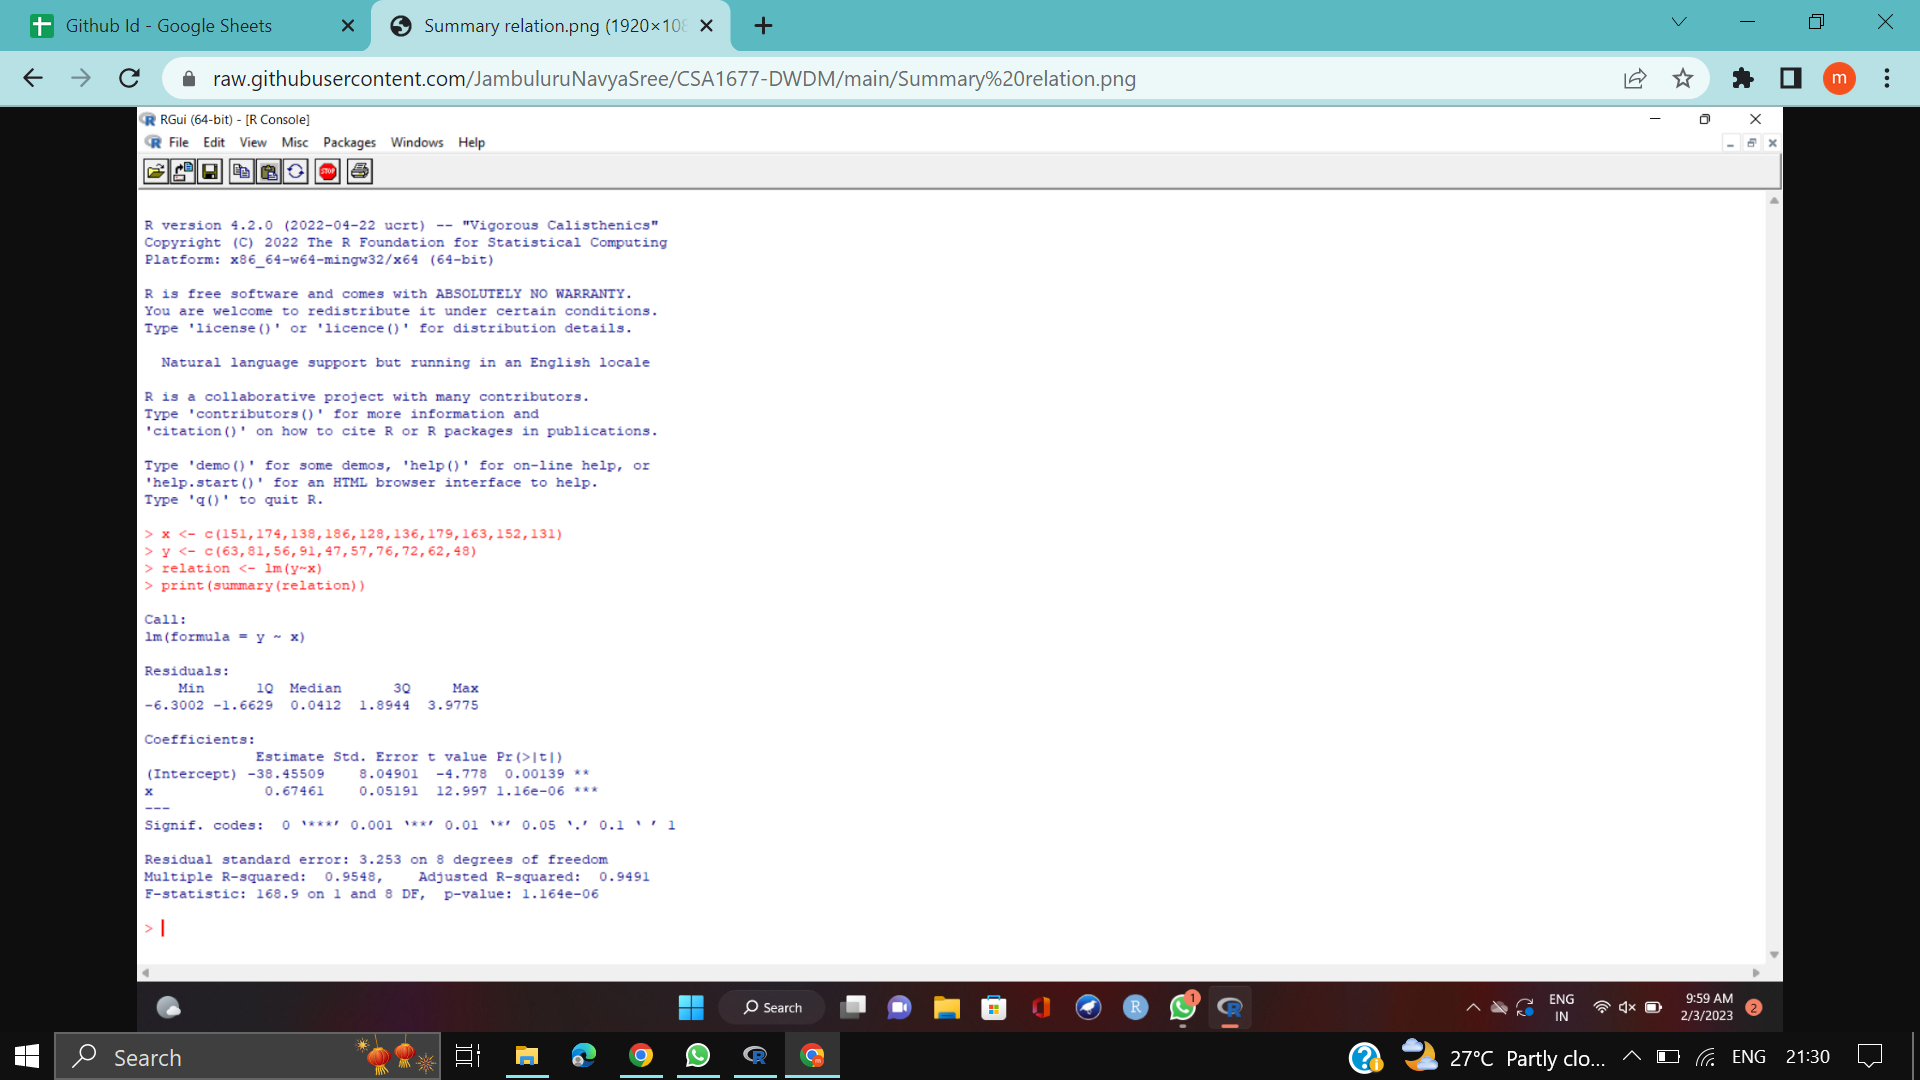 Github Id - Google Sheets
Summary relation.png (1920×108
raw.githubusercontent.com/JambuluruNavyaSree/CSA1677-DWDM/main/Summary%20relation.png
m
RGui (64-bit) - [R Console]
File Edit View Misc Packages Windows Help
STOP
R version 4.2.0 (2022-04-22 ucrt) -- "Vigorous Calisthenics"
Copyright (C) 2022 The R Foundation for Statistical Computing
Platform: x86_64-w64-mingw32/x64 (64-bit)
R is free software and comes with ABSOLUTELY NO WARRANTY.
You are welcome to redistribute it under certain conditions.
Type 'license()' or 'licence()' for distribution details.
Natural language support but running in an English locale
R is a collaborative project with many contributors.
Type 'contributors()' for more information and
'citation()' on how to cite R or R packages in publications.
Type 'demo()' for some demos, 'help()' for on-line help, or
'help.start()' for an HTML browser interface to help.
Type 'q()' to quit R.
> x <- c(151,174,138,186,128,136,179,163,152,131)
> y <- c(63,81,56,91,47,57,76,72,62,48)
> relation <- lm(y~x)
> print(summary(relation))
Call:
lm(formula = y ~ x)
Residuals:
Min 1Q Median 3Q Max
-6.3002 -1.6629 0.0412 1.8944 3.9775
Coefficients:
Estimate Std. Error t value Pr(>|t|)
(Intercept) -38.45509 8.04901 -4.778 0.00139 **
x 0.67461 0.05191 12.997 1.16e-06 ***
---
Signif. codes: 0 ‘***’ 0.001 ‘**’ 0.01 ‘*’ 0.05 ‘.’ 0.1 ‘ ’ 1
Residual standard error: 3.253 on 8 degrees of freedom
Multiple R-squared: 0.9548, Adjusted R-squared: 0.9491
F-statistic: 168.9 on 1 and 8 DF, p-value: 1.164e-06
>
Search
1
ENG
IN
9:59 AM
2/3/2023
2
Search
27°C Partly clo...
ENG
21:30